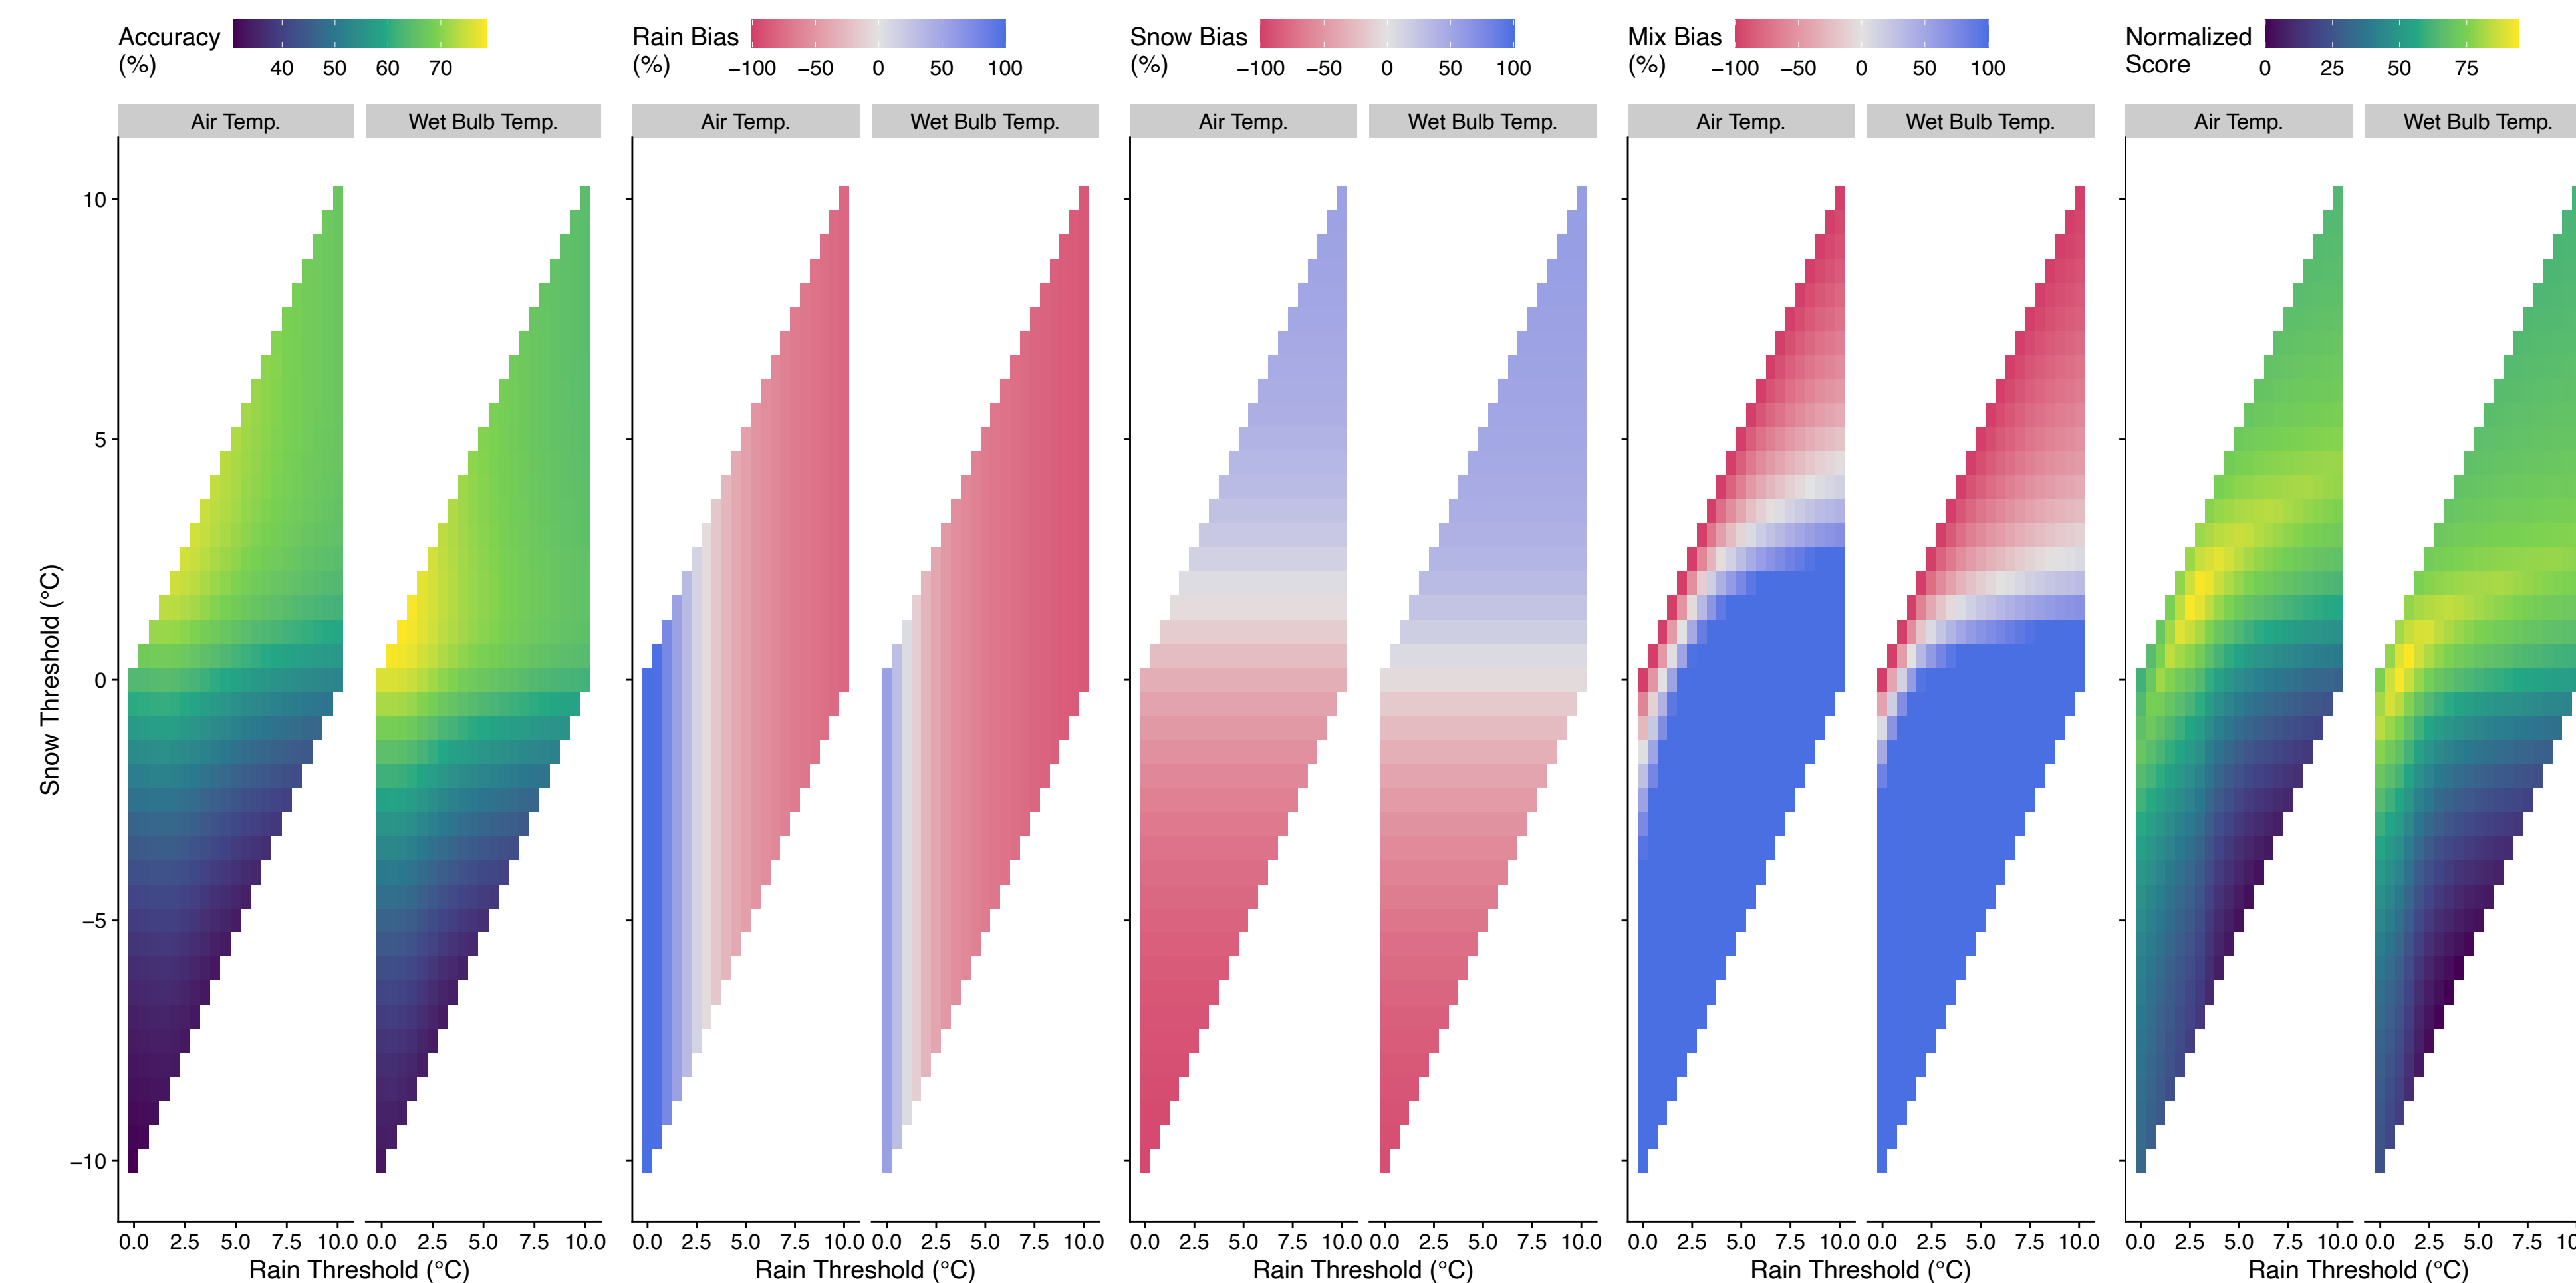 Accuracy
(%)
40 50 60 70
Rain Bias
(%)
−100 −50 0 50 100
Snow Bias
(%)
−100 −50 0 50 100
Mix Bias
(%)
−100 −50 0 50 100
Normalized
Score
0 25 50 75
Air Temp. Wet Bulb Temp. Air Temp. Wet Bulb Temp. Air Temp. Wet Bulb Temp. Air Temp. Wet Bulb Temp. Air Temp. Wet Bulb Temp.
Snow Threshold (°C)
10
5
0
−5
−10
0.0 2.5 5.0 7.5 10.0 0.0 2.5 5.0 7.5 10.0 0.0 2.5 5.0 7.5 10.0 0.0 2.5 5.0 7.5 10.0 0.0 2.5 5.0 7.5 10.0 0.0 2.5 5.0 7.5 10.0 0.0 2.5 5.0 7.5 10.0 0.0 2.5 5.0 7.5 10.0 0.0 2.5 5.0 7.5 10.0 0.0 2.5 5.0 7.5
Rain Threshold (°C) Rain Threshold (°C) Rain Threshold (°C) Rain Threshold (°C) Rain Threshold (°C)